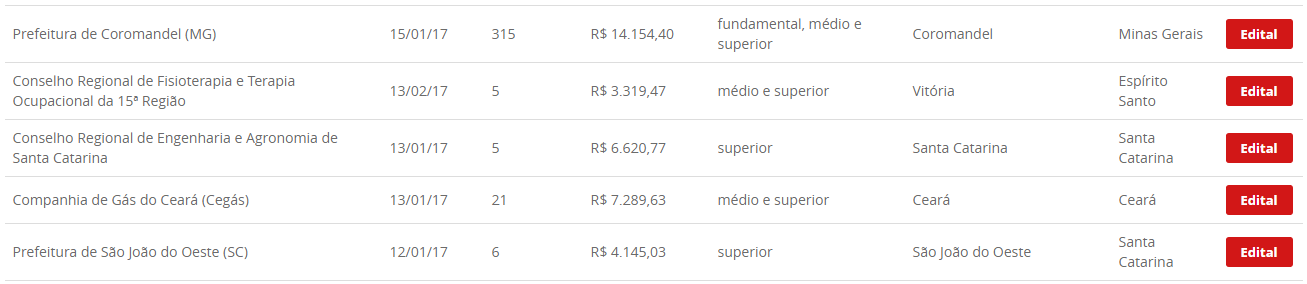 Prefeitura de Coromandel (MG) 15/01/17 315 R$ 14.154,40 fundamental, médio e superior Coromandel Minas Gerais Edital
Conselho Regional de Fisioterapia e Terapia Ocupacional da 15ª Região 13/02/17 5 R$ 3.319,47 médio e superior Vitória Espírito Santo Edital
Conselho Regional de Engenharia e Agronomia de Santa Catarina 13/01/17 5 R$ 6.620,77 superior Santa Catarina Santa Catarina Edital
Companhia de Gás do Ceará (Cegás) 13/01/17 21 R$ 7.289,63 médio e superior Ceará Ceará Edital
Prefeitura de São João do Oeste (SC) 12/01/17 6 R$ 4.145,03 superior São João do Oeste Santa Catarina Edital